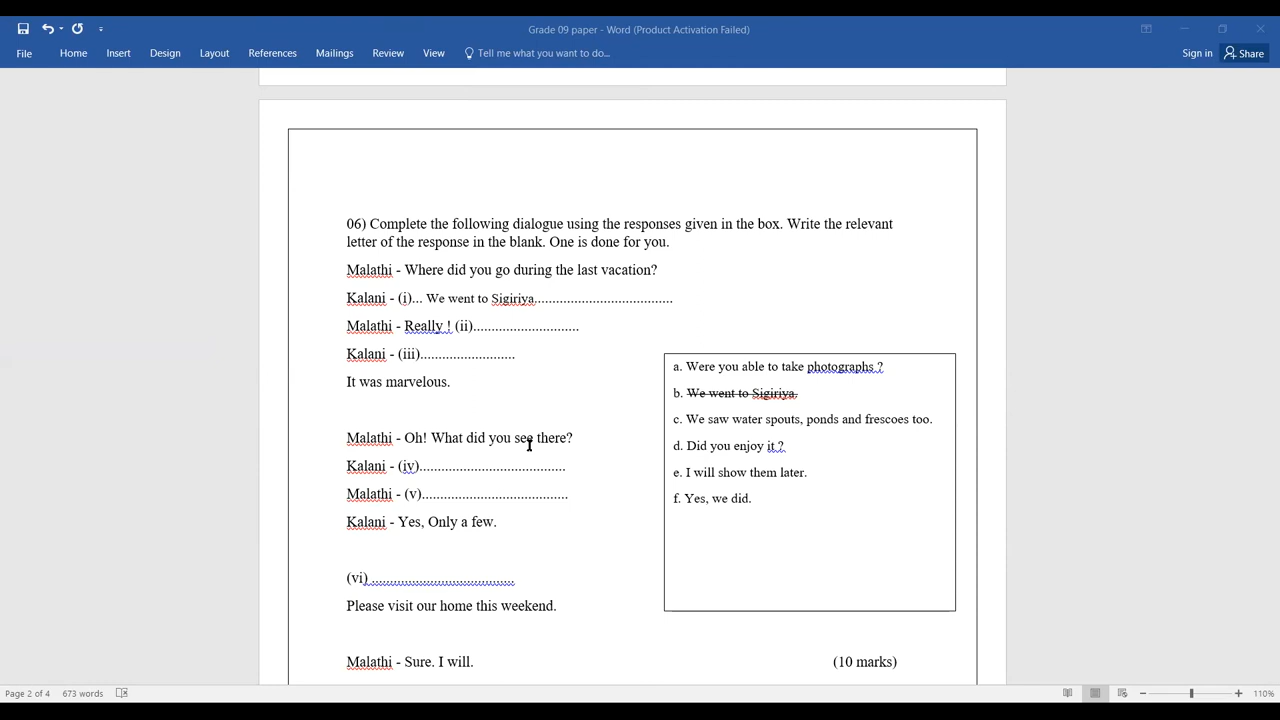 Grade 09 paper - Word (Product Activation Failed)
File Home Insert Design Layout References Mailings Review View Tell me what you want to do... Sign in Share
06) Complete the following dialogue using the responses given in the box. Write the relevant
letter of the response in the blank. One is done for you.
Malathi - Where did you go during the last vacation?
Kalani - (i)... We went to Sigiriya......................................
Malathi - Really ! (ii).............................
Kalani - (iii)..........................
It was marvelous.
Malathi - Oh! What did you see there?
Kalani - (iv)........................................
Malathi - (v)........................................
Kalani - Yes, Only a few.
(vi) .......................................
Please visit our home this weekend.
Malathi - Sure. I will. (10 marks)
a. Were you able to take photographs ?
b. We went to Sigiriya.
c. We saw water spouts, ponds and frescoes too.
d. Did you enjoy it ?
e. I will show them later.
f. Yes, we did.
Page 2 of 4 673 words 110%